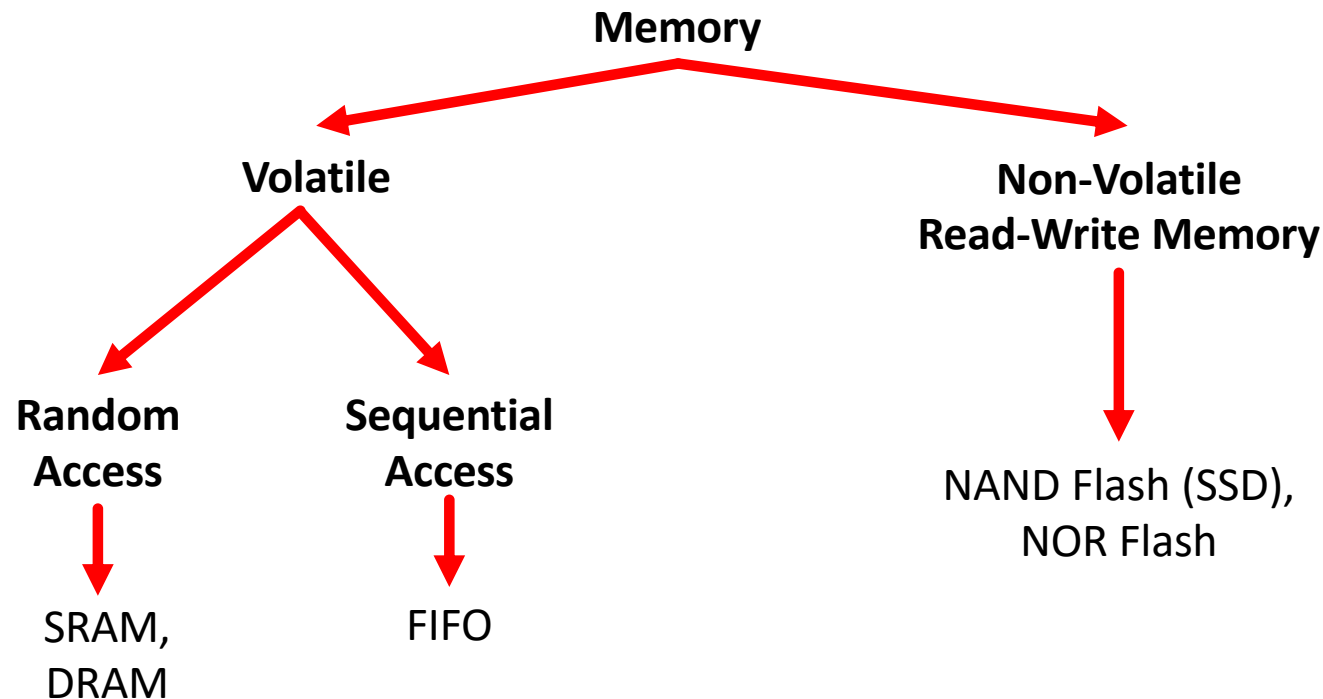 Memory
Volatile
Non-Volatile
Read-Write Memory
Random
Access
Sequential
Access
NAND Flash (SSD),
NOR Flash
SRAM,
DRAM
FIFO